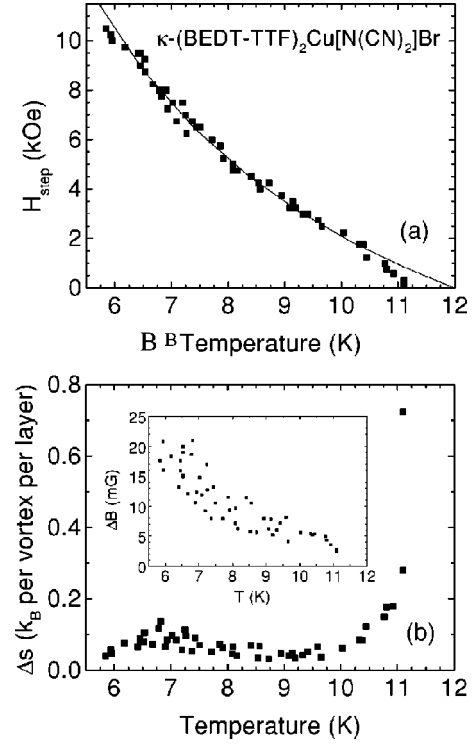 κ-(BEDT-TTF)₂Cu[N(CN)₂]Br
10
8
6
4
2
0
H_step (kOe)
(a)
6 7 8 9 10 11 12
B B Temperature (K)
0.8
0.6
0.4
0.2
0.0
Δs (k_B per vortex per layer)
25
20
15
10
5
0
ΔB (mG)
6 7 8 9 10 11 12
T (K)
(b)
6 7 8 9 10 11 12
Temperature (K)